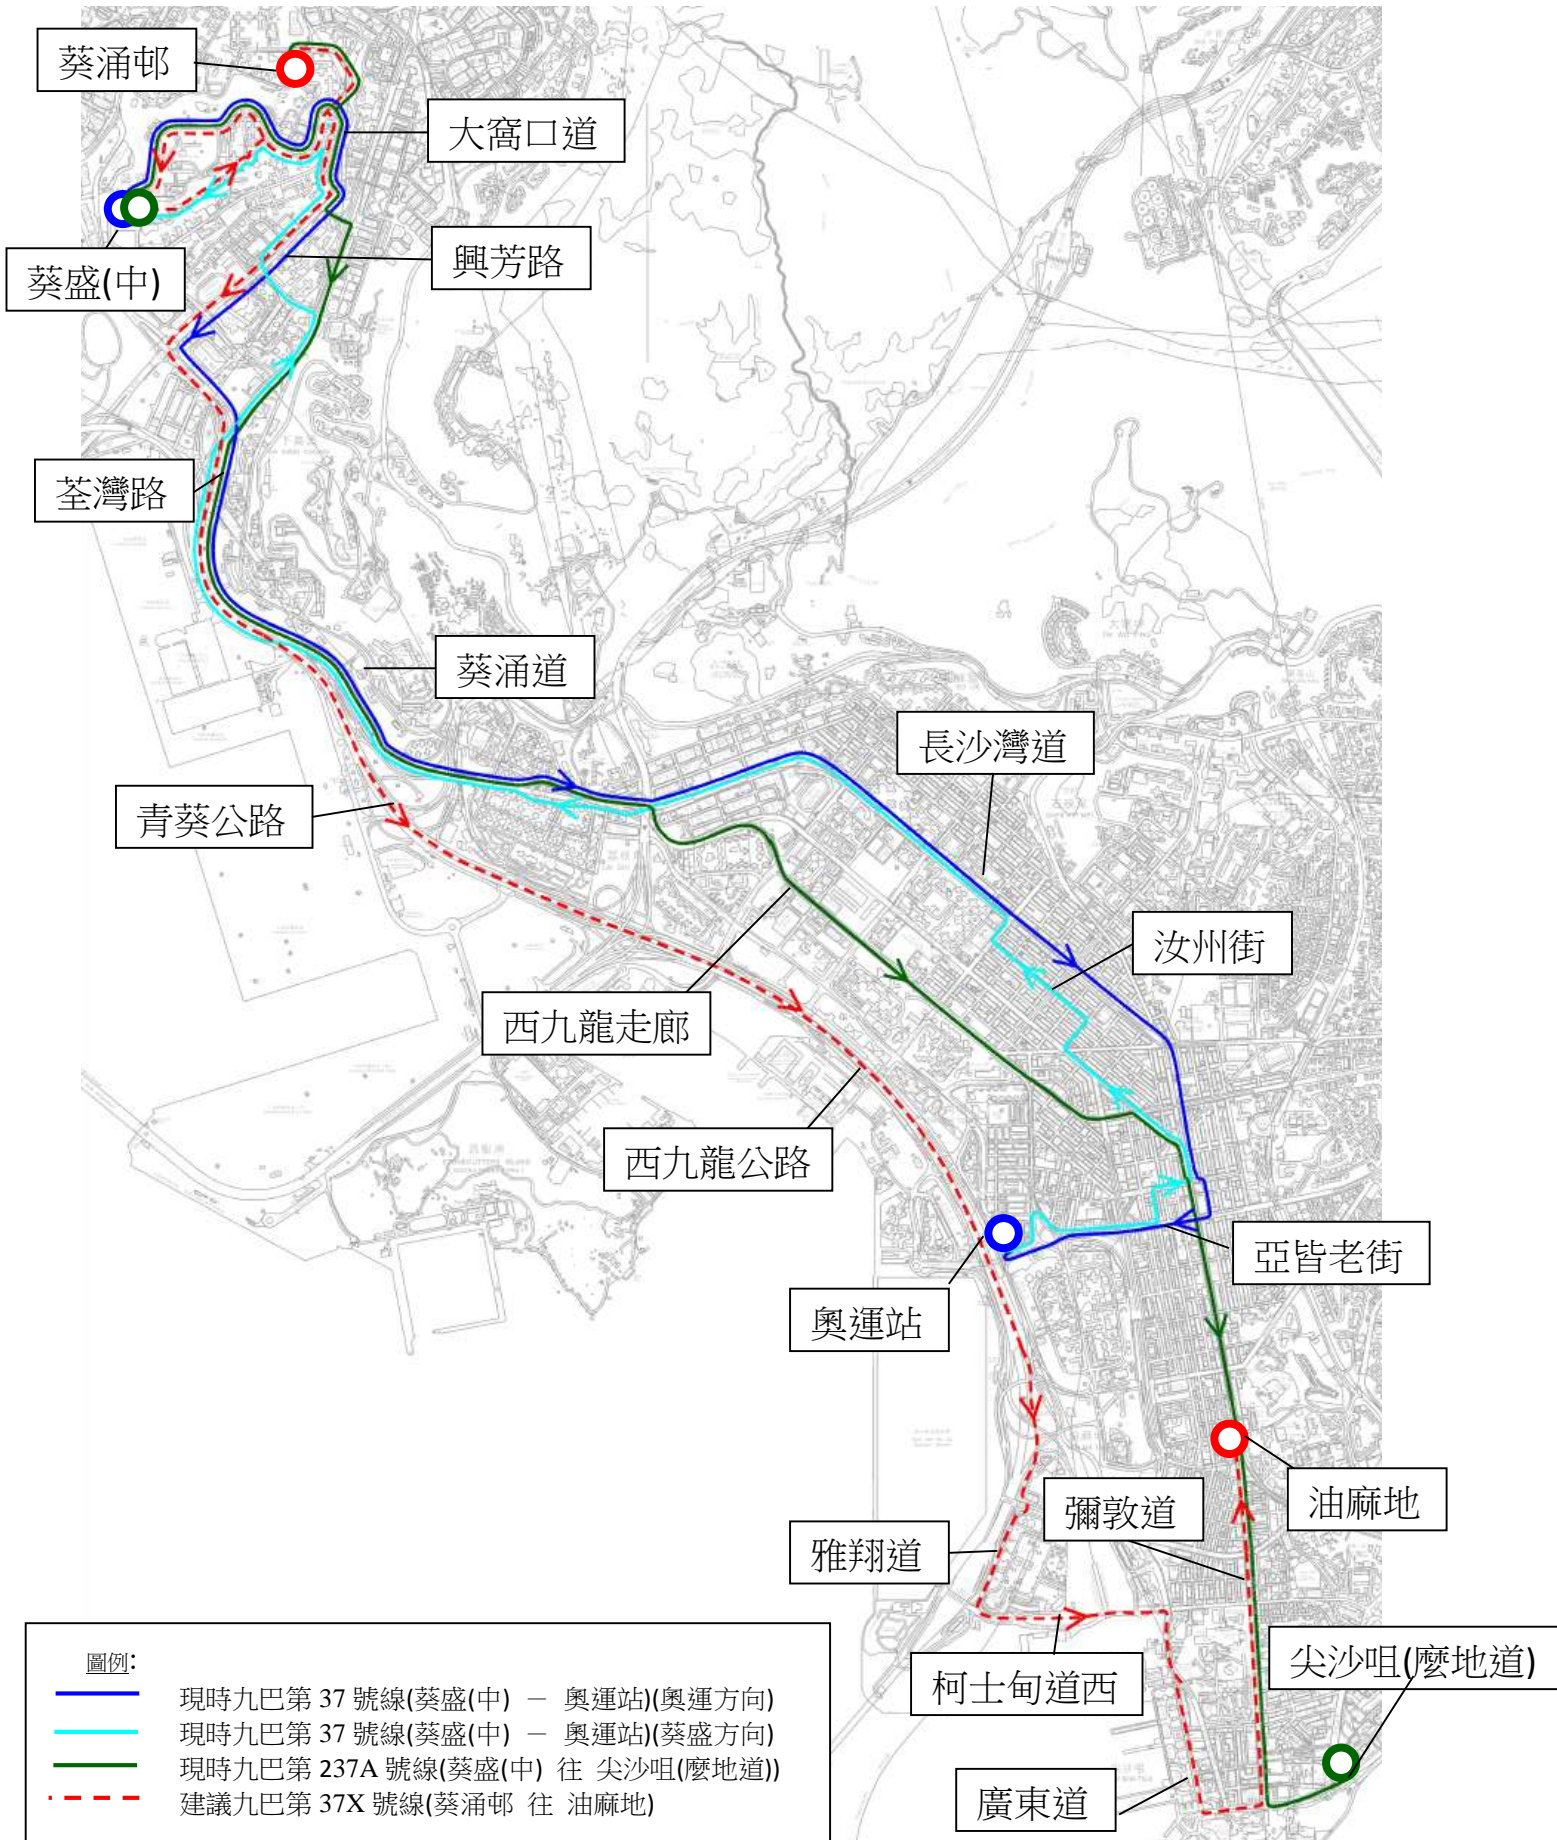 葵涌邨
大窩口道
葵盛(中)
興芳路
荃灣路
葵涌道
長沙灣道
青葵公路
汝州街
西九龍走廊
西九龍公路
亞皆老街
奧運站
油麻地
彌敦道
雅翔道
尖沙咀(麼地道)
柯士甸道西
廣東道
圖例:
現時九巴第 37 號線(葵盛(中) － 奧運站)(奧運方向)
現時九巴第 37 號線(葵盛(中) － 奧運站)(葵盛方向)
現時九巴第 237A 號線(葵盛(中) 往 尖沙咀(麼地道))
建議九巴第 37X 號線(葵涌邨 往 油麻地)